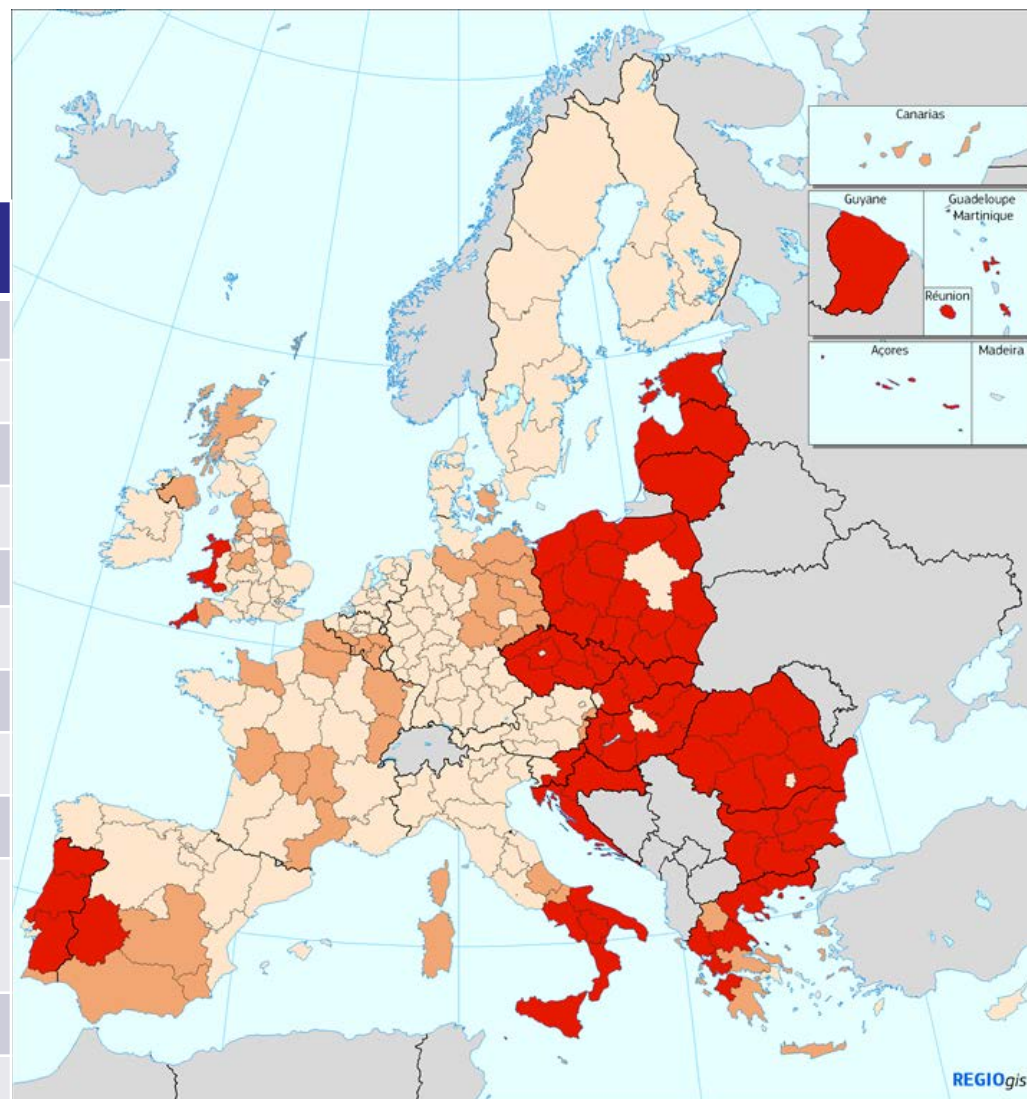 Canarias
Guyane
Guadeloupe
Martinique
Réunion
Açores
Madeira
REGIOgis